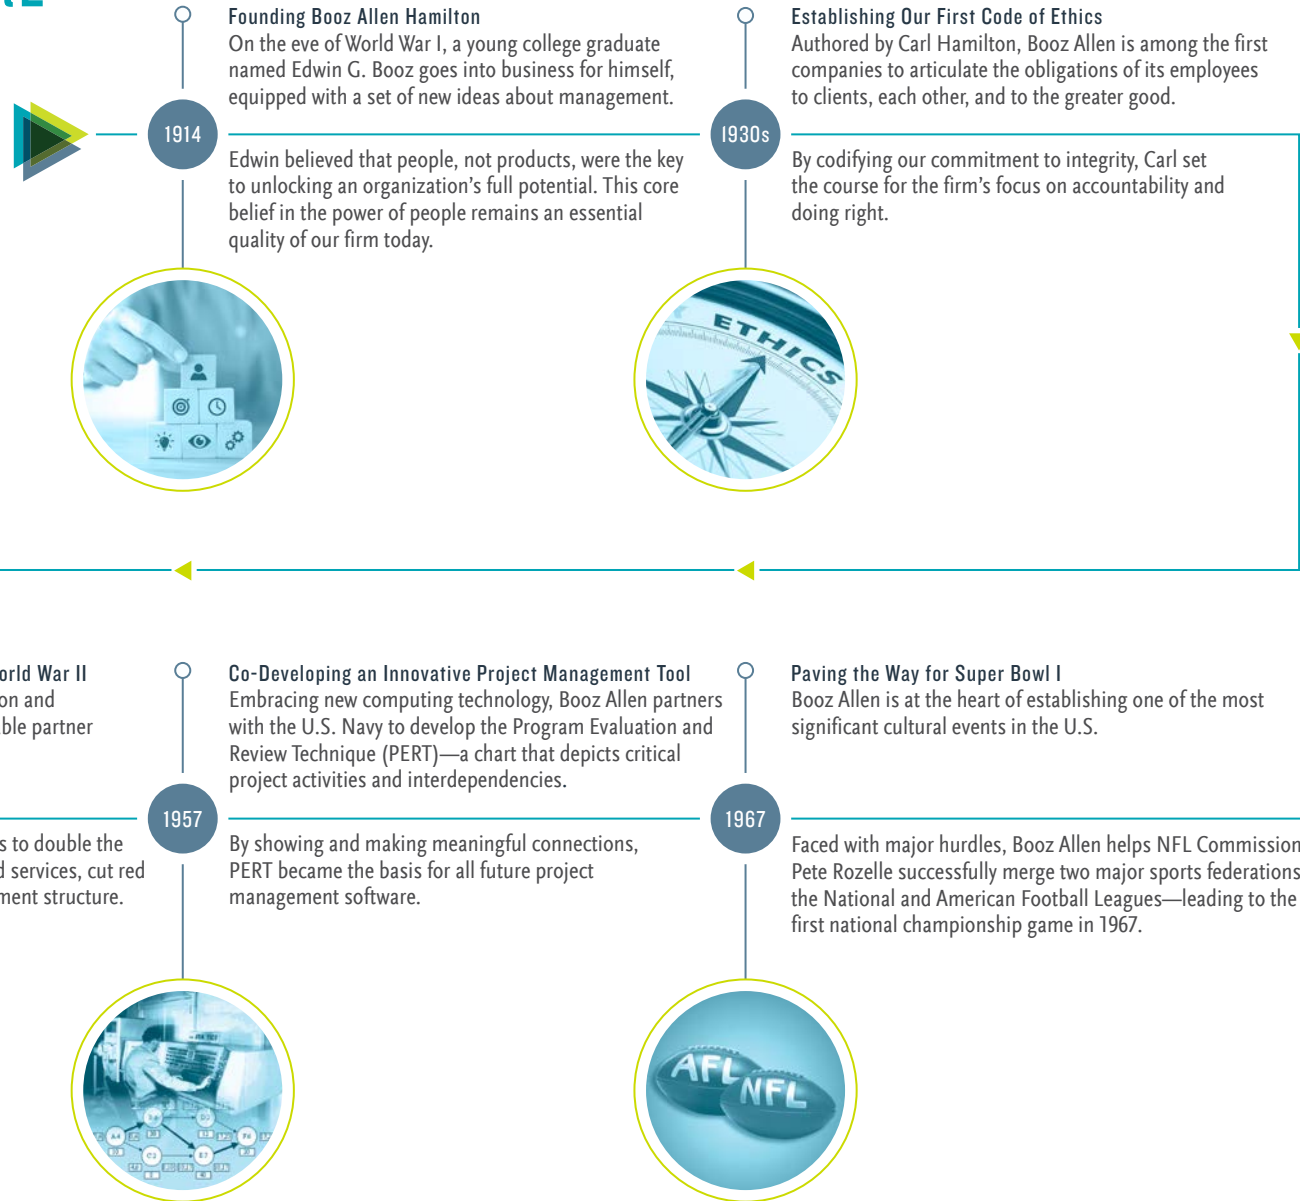 Founding Booz Allen Hamilton
On the eve of World War I, a young college graduate
named Edwin G. Booz goes into business for himself,
equipped with a set of new ideas about management.
1914
Edwin believed that people, not products, were the key
to unlocking an organization's full potential. This core
belief in the power of people remains an essential
quality of our firm today.
Establishing Our First Code of Ethics
Authored by Carl Hamilton, Booz Allen is among the first
companies to articulate the obligations of its employees
to clients, each other, and to the greater good.
1930s
By codifying our commitment to integrity, Carl set
the course for the firm's focus on accountability and
doing right.
ETHICS
orld War II
on and
ble partner
s to double the
d services, cut red
ment structure.
Co-Developing an Innovative Project Management Tool
Embracing new computing technology, Booz Allen partners
with the U.S. Navy to develop the Program Evaluation and
Review Technique (PERT)—a chart that depicts critical
project activities and interdependencies.
1957
By showing and making meaningful connections,
PERT became the basis for all future project
management software.
Paving the Way for Super Bowl I
Booz Allen is at the heart of establishing one of the most
significant cultural events in the U.S.
1967
Faced with major hurdles, Booz Allen helps NFL Commission
Pete Rozelle successfully merge two major sports federations
the National and American Football Leagues—leading to the
first national championship game in 1967.
AFL
NFL